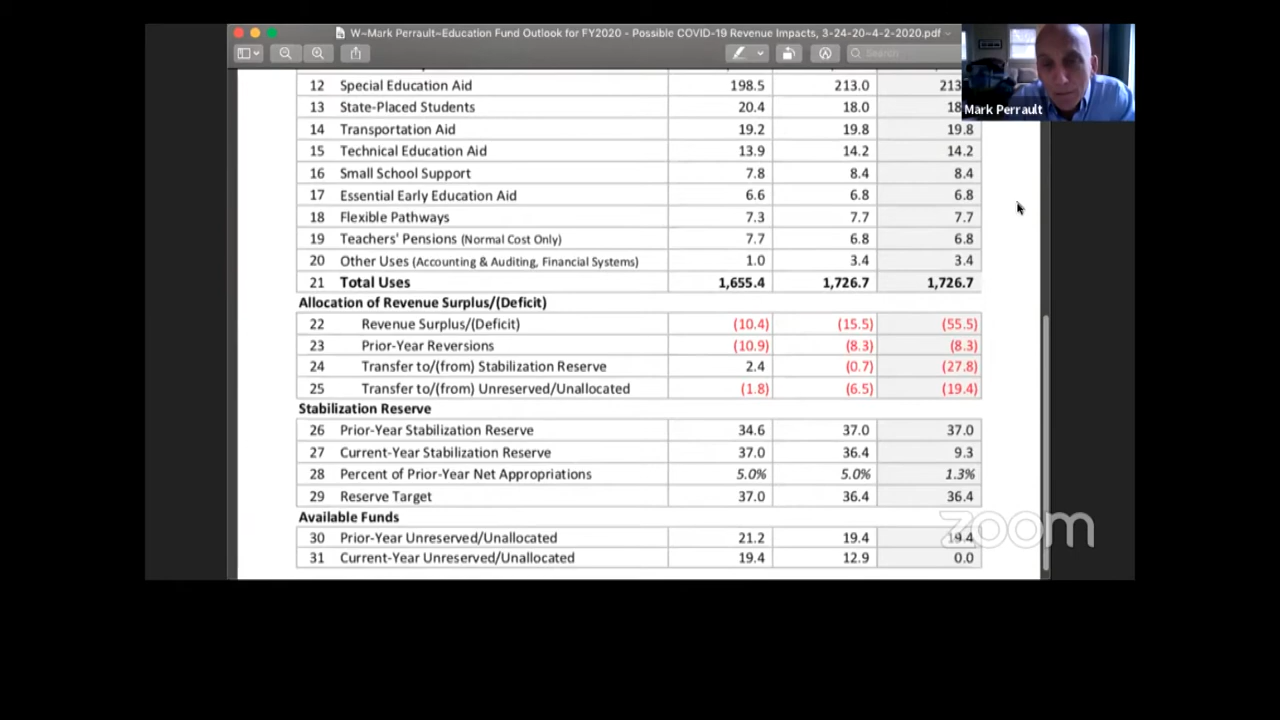 W~Mark Perrault~Education Fund Outlook for FY2020 - Possible COVID-19 Revenue Impacts, 3-24-20~4-2-2020.pdf
Search
Mark Perrault
12 Special Education Aid 198.5 213.0 213
13 State-Placed Students 20.4 18.0 18
14 Transportation Aid 19.2 19.8 19.8
15 Technical Education Aid 13.9 14.2 14.2
16 Small School Support 7.8 8.4 8.4
17 Essential Early Education Aid 6.6 6.8 6.8
18 Flexible Pathways 7.3 7.7 7.7
19 Teachers' Pensions (Normal Cost Only) 7.7 6.8 6.8
20 Other Uses (Accounting & Auditing, Financial Systems) 1.0 3.4 3.4
21 Total Uses 1,655.4 1,726.7 1,726.7
Allocation of Revenue Surplus/(Deficit)
22 Revenue Surplus/(Deficit) (10.4) (15.5) (55.5)
23 Prior-Year Reversions (10.9) (8.3) (8.3)
24 Transfer to/(from) Stabilization Reserve 2.4 (0.7) (27.8)
25 Transfer to/(from) Unreserved/Unallocated (1.8) (6.5) (19.4)
Stabilization Reserve
26 Prior-Year Stabilization Reserve 34.6 37.0 37.0
27 Current-Year Stabilization Reserve 37.0 36.4 9.3
28 Percent of Prior-Year Net Appropriations 5.0% 5.0% 1.3%
29 Reserve Target 37.0 36.4 36.4
Available Funds
30 Prior-Year Unreserved/Unallocated 21.2 19.4 19.4
31 Current-Year Unreserved/Unallocated 19.4 12.9 0.0
zoom